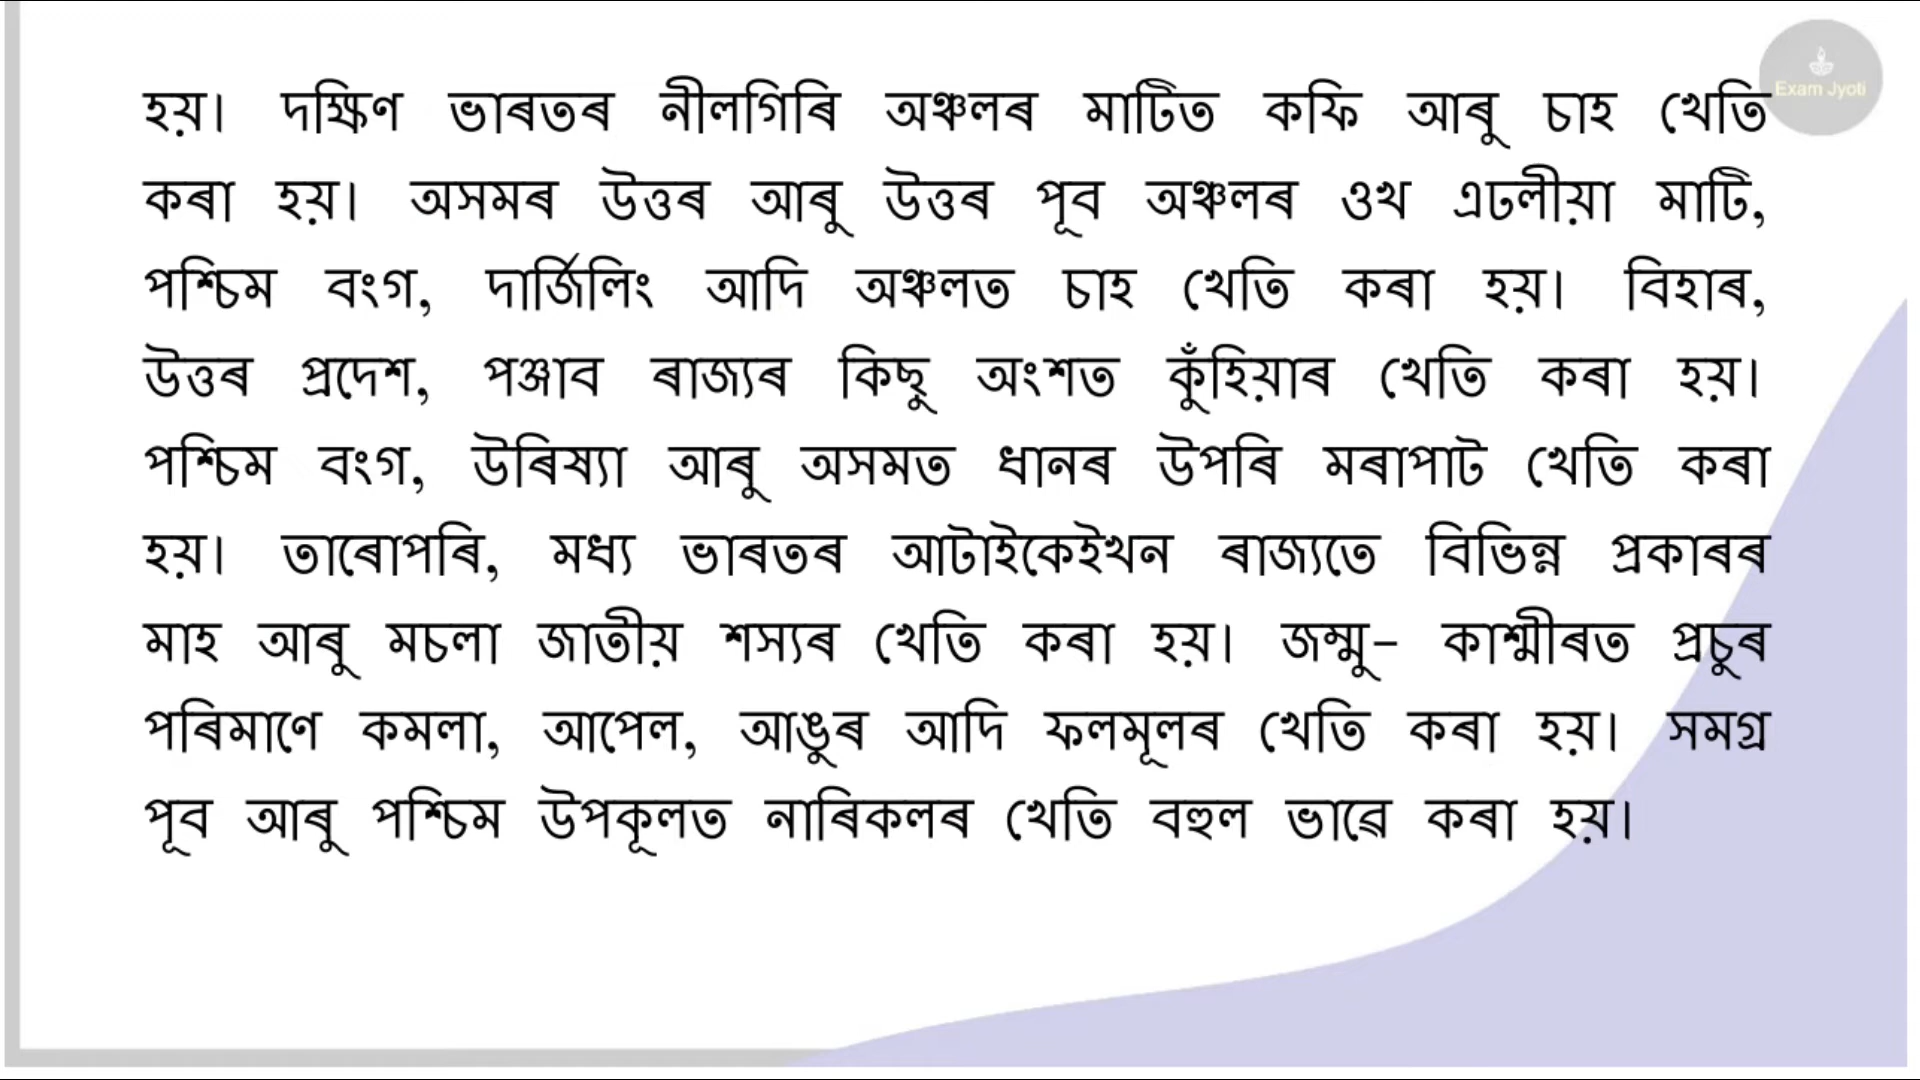 হয়। দক্ষিণ ভাৰতৰ নীলগিৰি অঞ্চলৰ মাটিত কফি আৰু চাহ খেতি
Exam Jyoti
কৰা হয়। অসমৰ উত্তৰ আৰু উত্তৰ পূব অঞ্চলৰ ওখ এঢলীয়া মাটি,
পশ্চিম বংগ, দাৰ্জিলিং আদি অঞ্চলত চাহ খেতি কৰা হয়। বিহাৰ,
উত্তৰ প্ৰদেশ, পঞ্জাব ৰাজ্যৰ কিছু অংশত কুঁহিয়াৰ খেতি কৰা হয়।
পশ্চিম বংগ, উৰিষ্যা আৰু অসমত ধানৰ উপৰি মৰাপাট খেতি কৰা
হয়। তাৰোপৰি, মধ্য ভাৰতৰ আটাইকেইখন ৰাজ্যতে বিভিন্ন প্ৰকাৰৰ
মাহ আৰু মচলা জাতীয় শস্যৰ খেতি কৰা হয়। জম্মু- কাশ্মীৰত প্ৰচুৰ
পৰিমাণে কমলা, আপেল, আঙুৰ আদি ফলমূলৰ খেতি কৰা হয়। সমগ্ৰ
পূব আৰু পশ্চিম উপকূলত নাৰিকলৰ খেতি বহুল ভাৱে কৰা হয়।